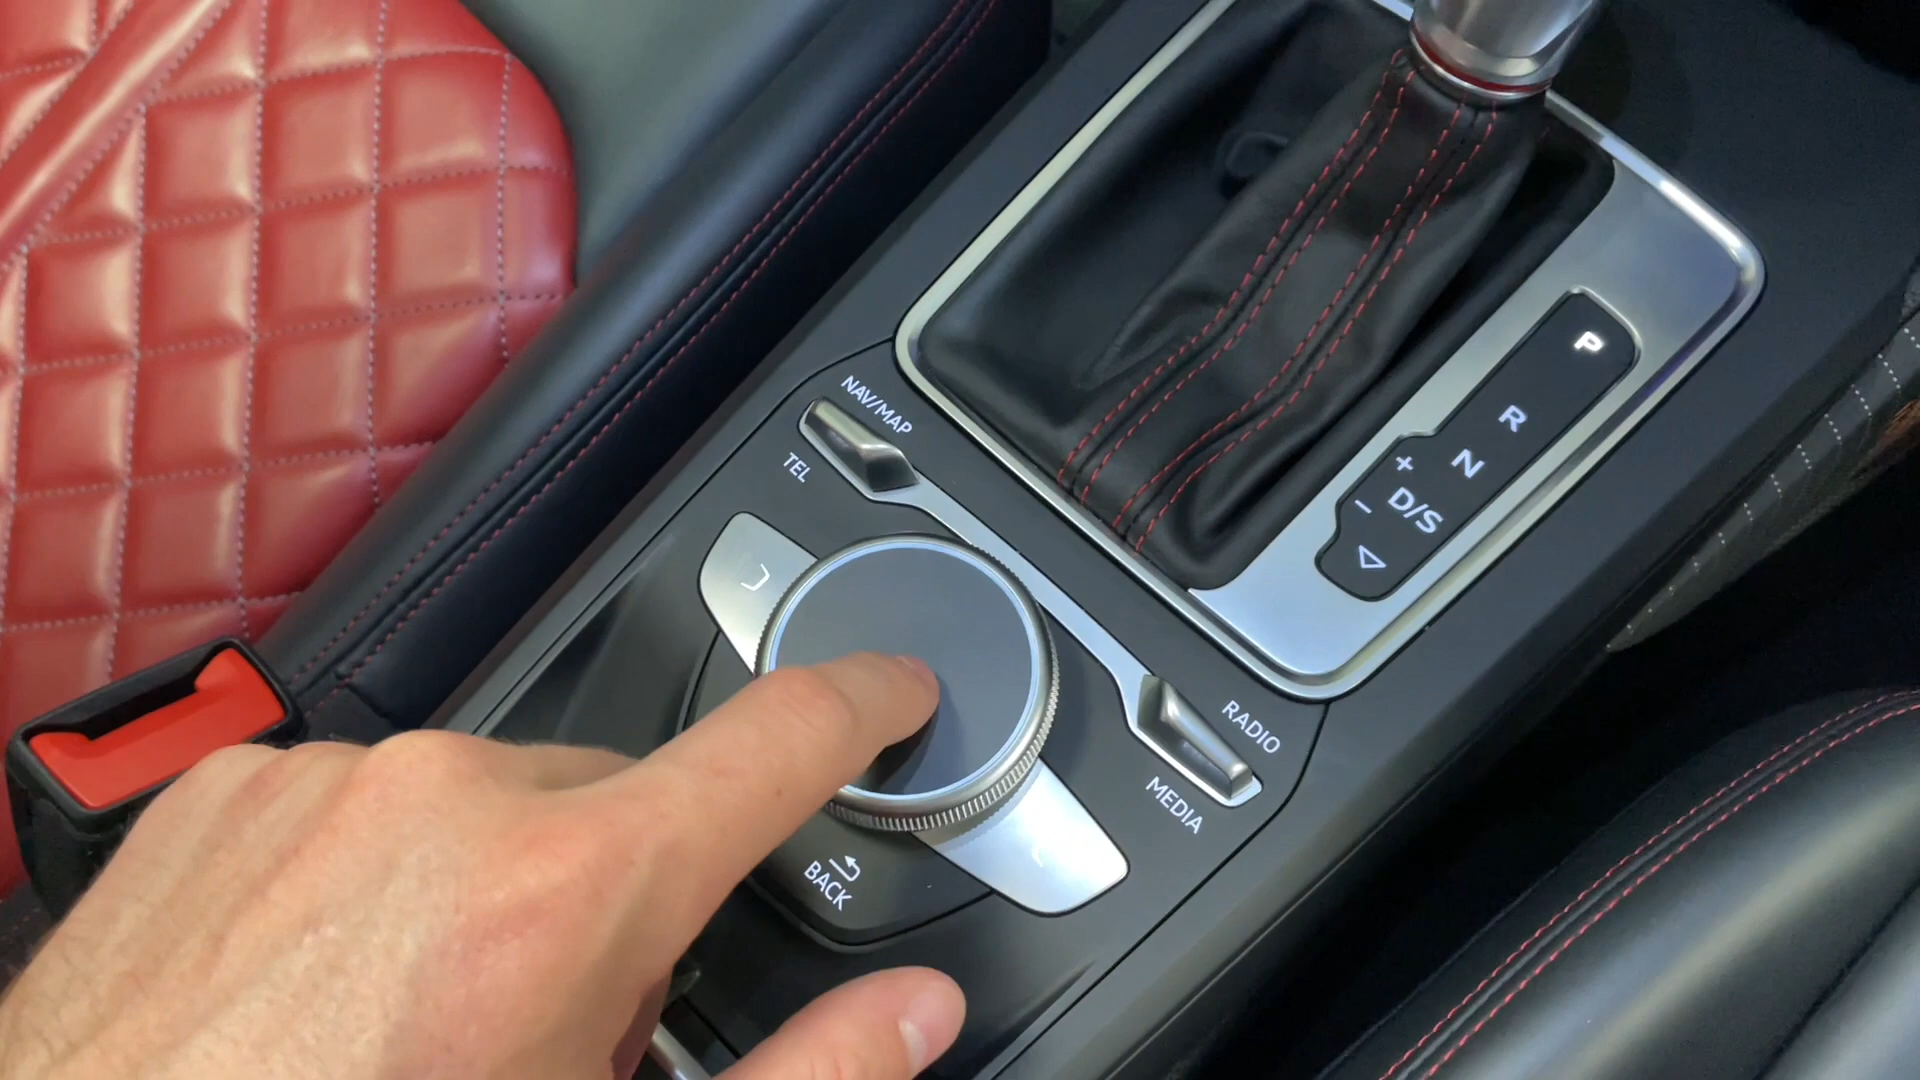 NAV/MAP
TEL
P
R
N
+
D/S
-
RADIO
MEDIA
BACK